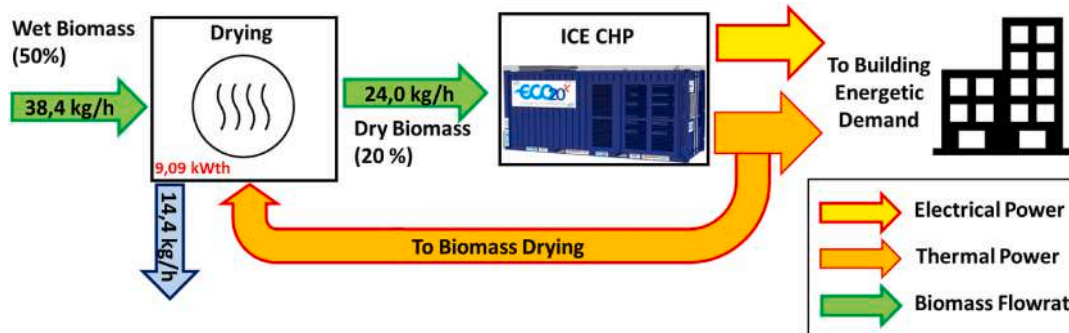 Wet Biomass
(50%)
38,4 kg/h
Drying
9,09 kWth
14,4 kg/h
24,0 kg/h
Dry Biomass
(20 %)
ICE CHP
ECO20x
To Building
Energetic
Demand
To Biomass Drying
Electrical Power
Thermal Power
Biomass Flowrat